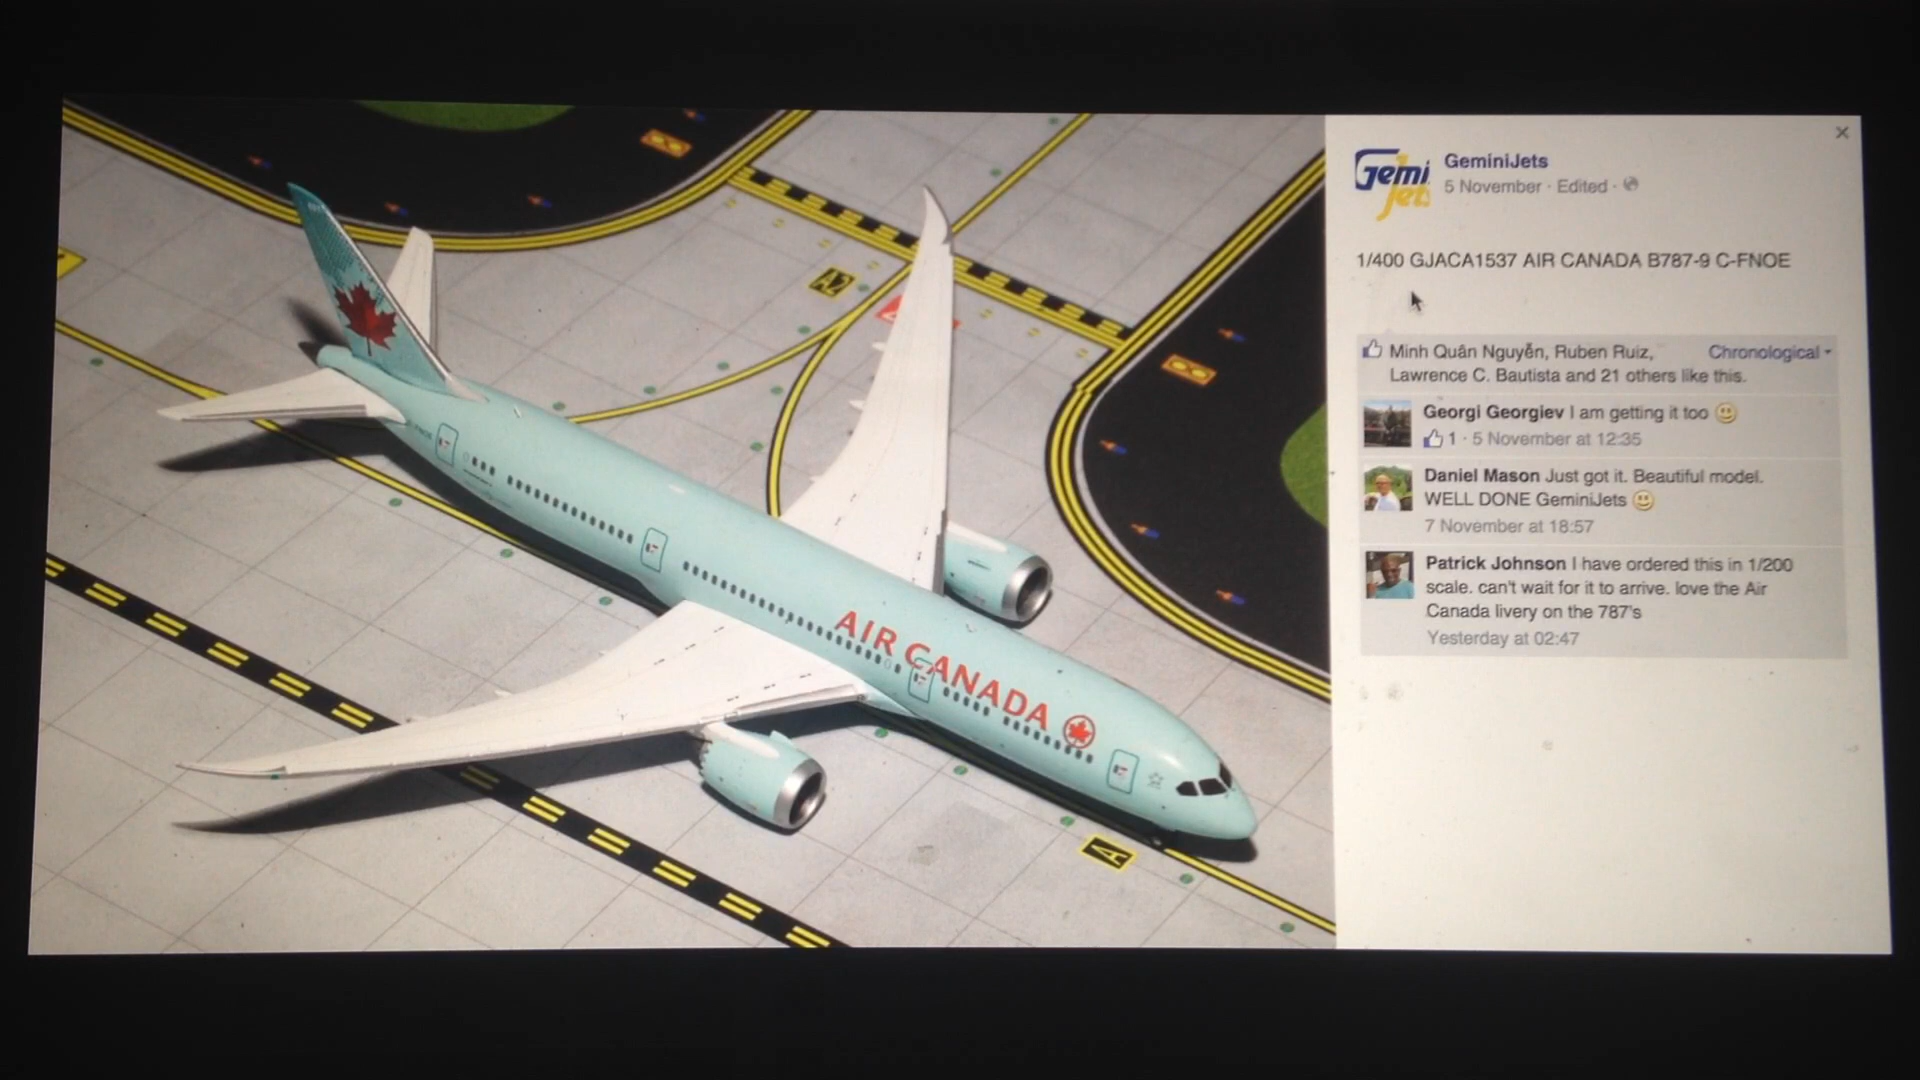 GeminiJets
5 November · Edited ·
1/400 GJACA1537 AIR CANADA B787-9 C-FNOE
Minh Quân Nguyễn, Ruben Ruiz,
Chronological
Lawrence C. Bautista and 21 others like this.
Georgi Georgiev I am getting it too
1 · 5 November at 12:35
Daniel Mason Just got it. Beautiful model.
WELL DONE GeminiJets
7 November at 18:57
Patrick Johnson I have ordered this in 1/200
scale. can't wait for it to arrive. love the Air
Canada livery on the 787's
Yesterday at 02:47
Gemi
Jets
A2
AIR CANADA
A